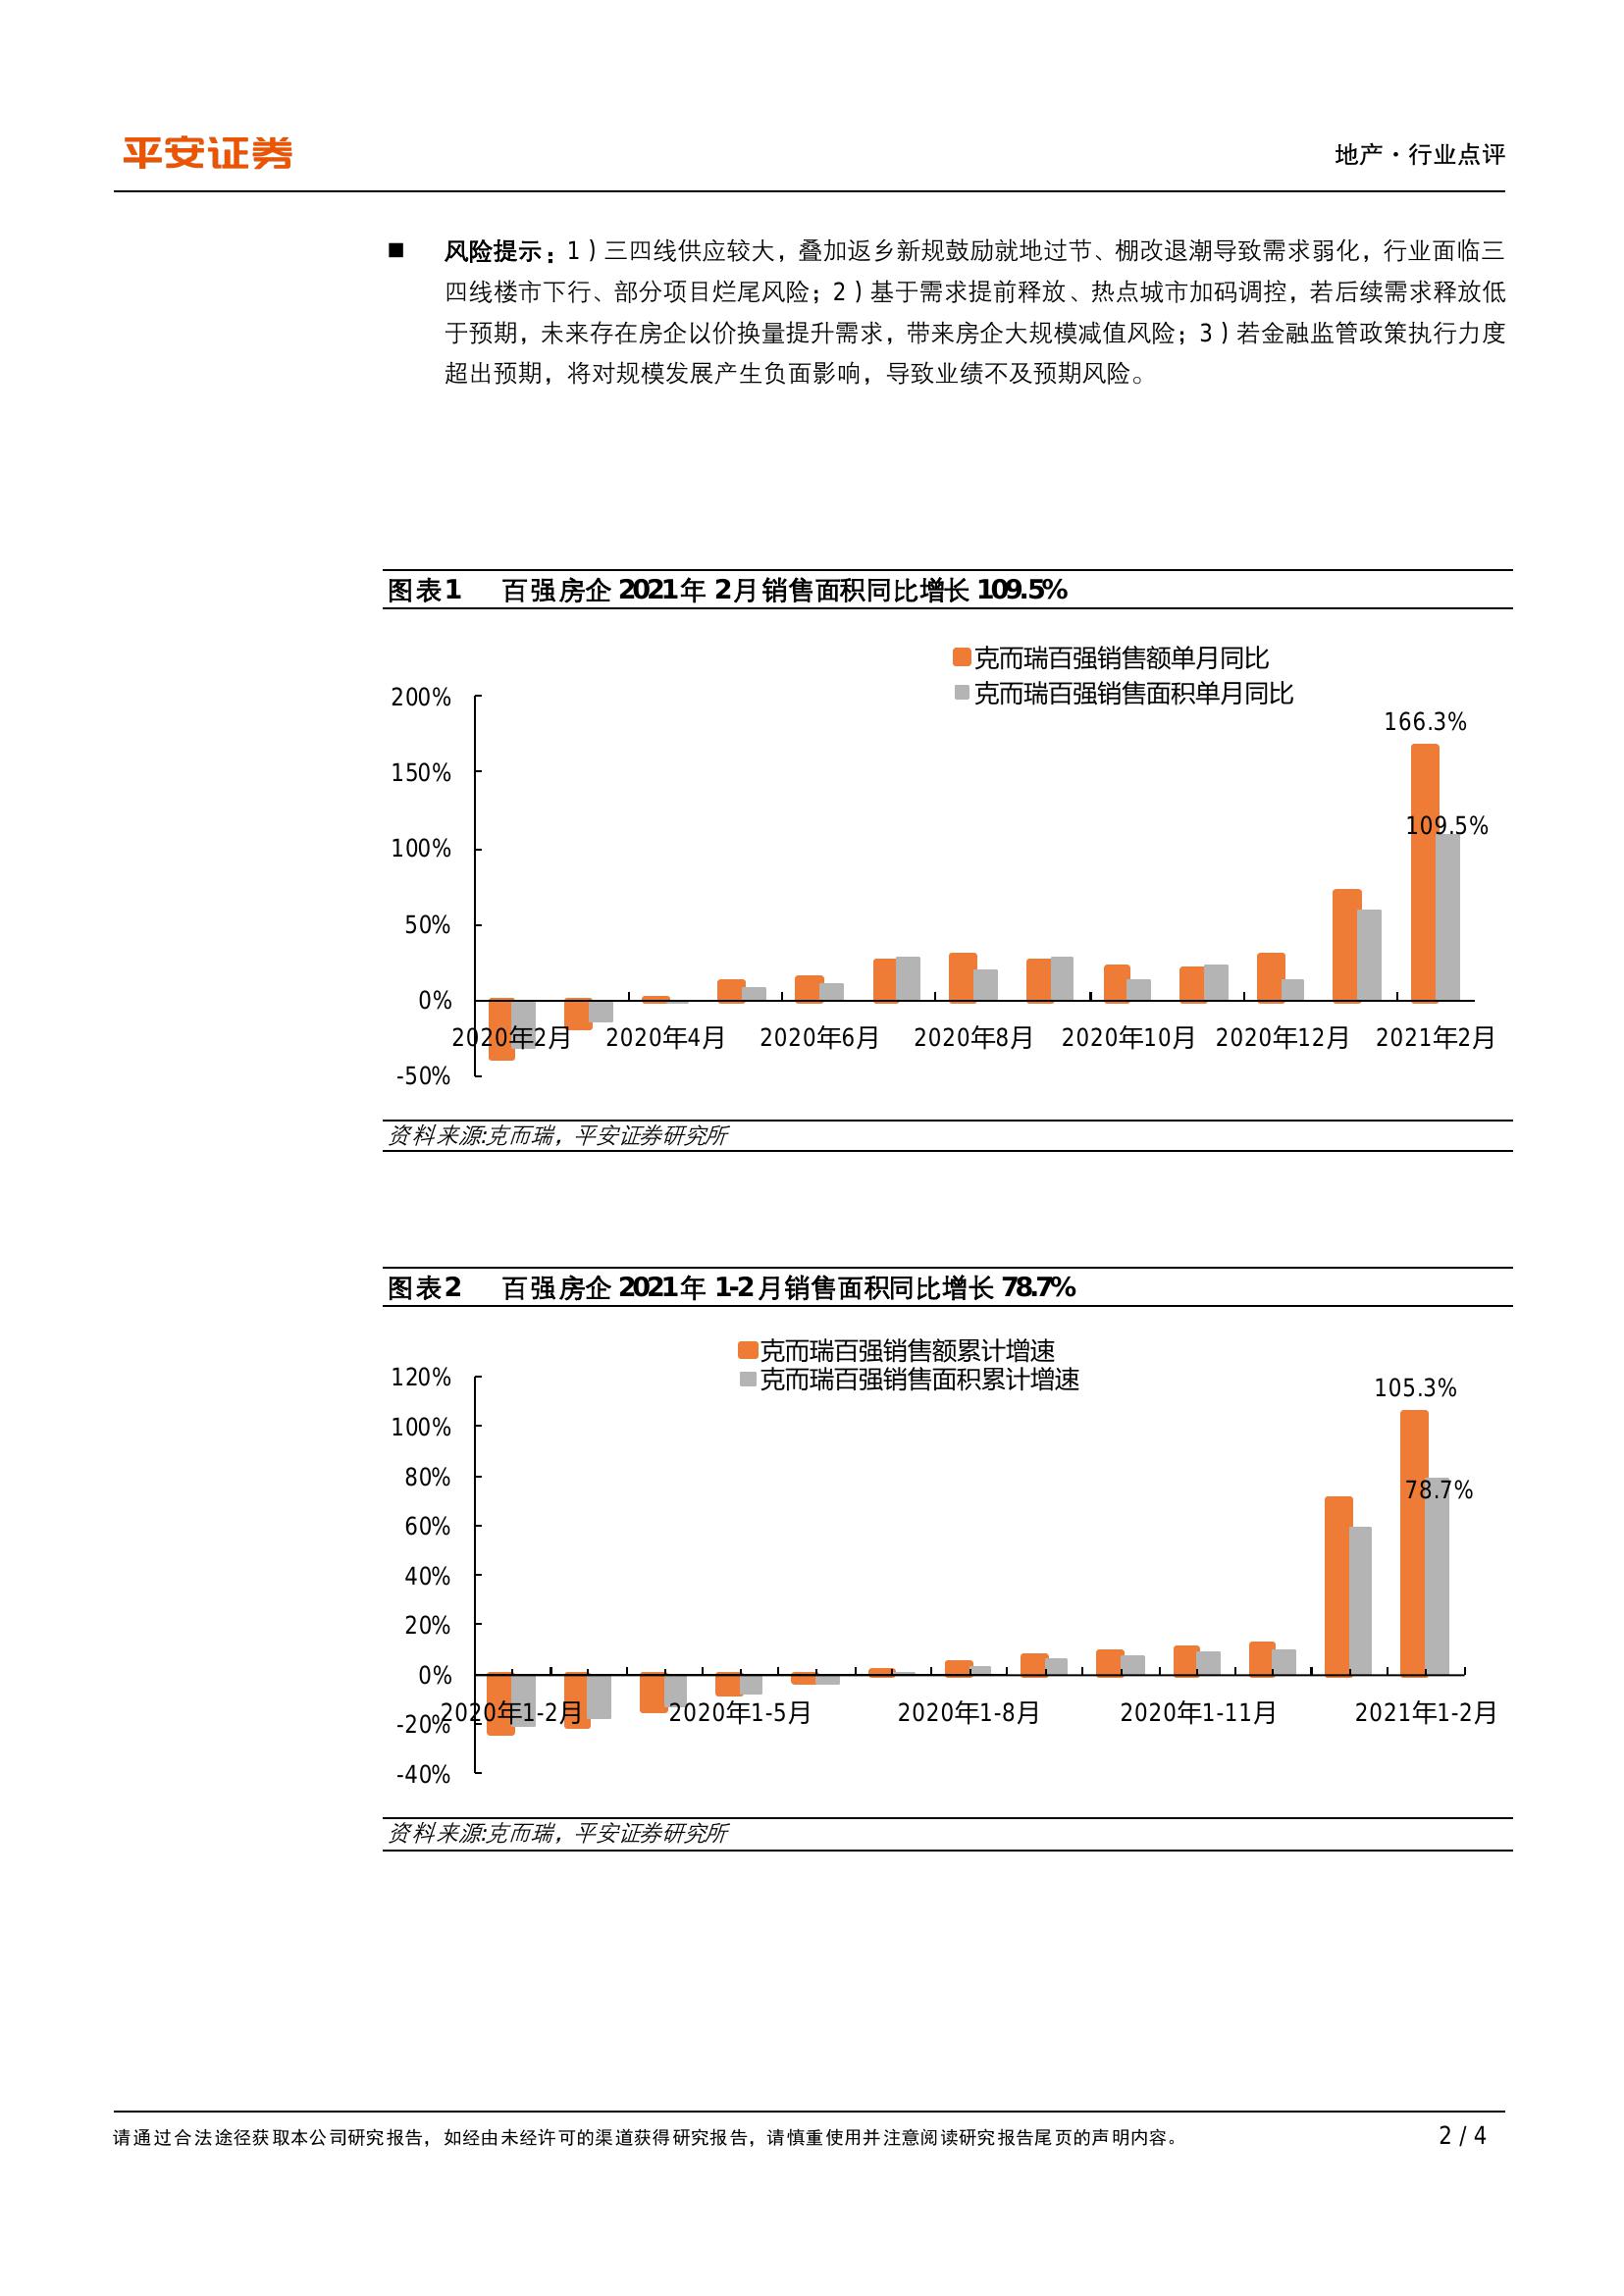 平安证券
地产·行业点评
■ 风险提示：1）三四线供应较大，叠加返乡新规鼓励就地过节、棚改退潮导致需求弱化，行业面临三
四线楼市下行、部分项目烂尾风险；2）基于需求提前释放、热点城市加码调控，若后续需求释放低
于预期，未来存在房企以价换量提升需求，带来房企大规模减值风险；3）若金融监管政策执行力度
超出预期，将对规模发展产生负面影响，导致业绩不及预期风险。
图表1 百强房企 2021年 2月销售面积同比增长 109.5%
克而瑞百强销售额单月同比
克而瑞百强销售面积单月同比
200%
150%
100%
50%
0%
-50%
166.3%
109.5%
2020年2月 2020年4月 2020年6月 2020年8月 2020年10月 2020年12月 2021年2月
资料来源:克而瑞，平安证券研究所
图表2 百强房企 2021年 1-2月销售面积同比增长 78.7%
克而瑞百强销售额累计增速
克而瑞百强销售面积累计增速
120%
100%
80%
60%
40%
20%
0%
-20%
-40%
105.3%
78.7%
2020年1-2月 2020年1-5月 2020年1-8月 2020年1-11月 2021年1-2月
资料来源:克而瑞，平安证券研究所
请通过合法途径获取本公司研究报告，如经由未经许可的渠道获得研究报告，请慎重使用并注意阅读研究报告尾页的声明内容。
2 / 4